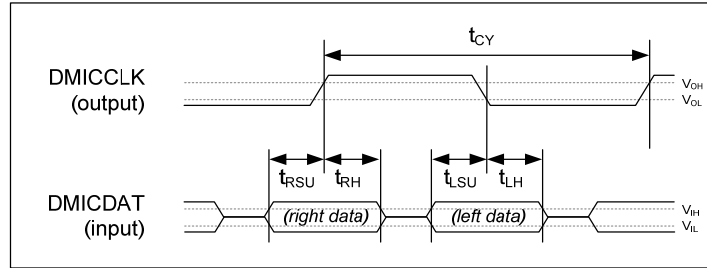 tCY
DMICCLK
(output)
VOH
VOL
tRSU
tRH
tLSU
tLH
DMICDAT
(input)
(right data)
(left data)
VIH
VIL